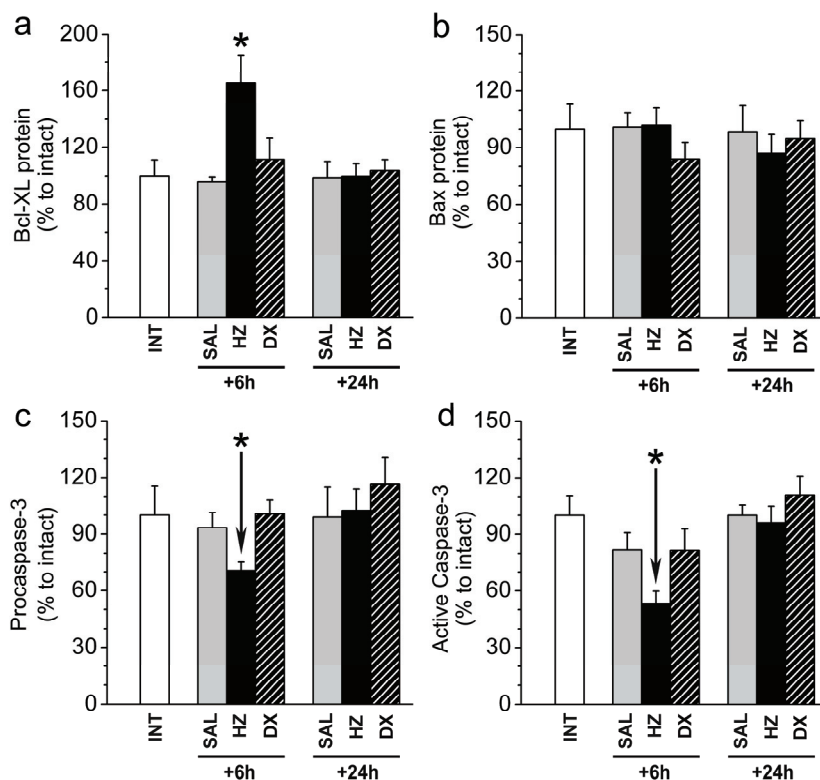 a
200
160
120
80
40
0
Bcl-XL protein
(% to intact)
*
INT
SAL
HZ
DX
SAL
HZ
DX
+6h
+24h
b
150
120
90
60
30
0
Bax protein
(% to intact)
INT
SAL
HZ
DX
SAL
HZ
DX
+6h
+24h
c
150
120
90
60
30
0
Procaspase-3
(% to intact)
*
INT
SAL
HZ
DX
SAL
HZ
DX
+6h
+24h
d
150
120
90
60
30
0
Active Caspase-3
(% to intact)
*
INT
SAL
HZ
DX
SAL
HZ
DX
+6h
+24h